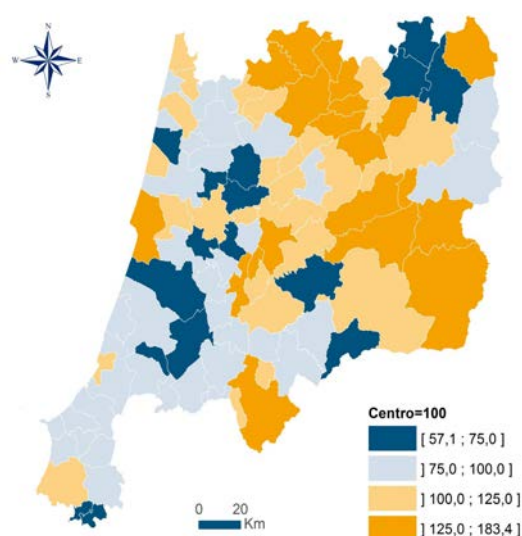 N
W E
S
Centro=100
[ 57,1 ; 75,0 ]
] 75,0 ; 100,0 ]
] 100,0 ; 125,0 ]
] 125,0 ; 183,4 ]
0 20
Km